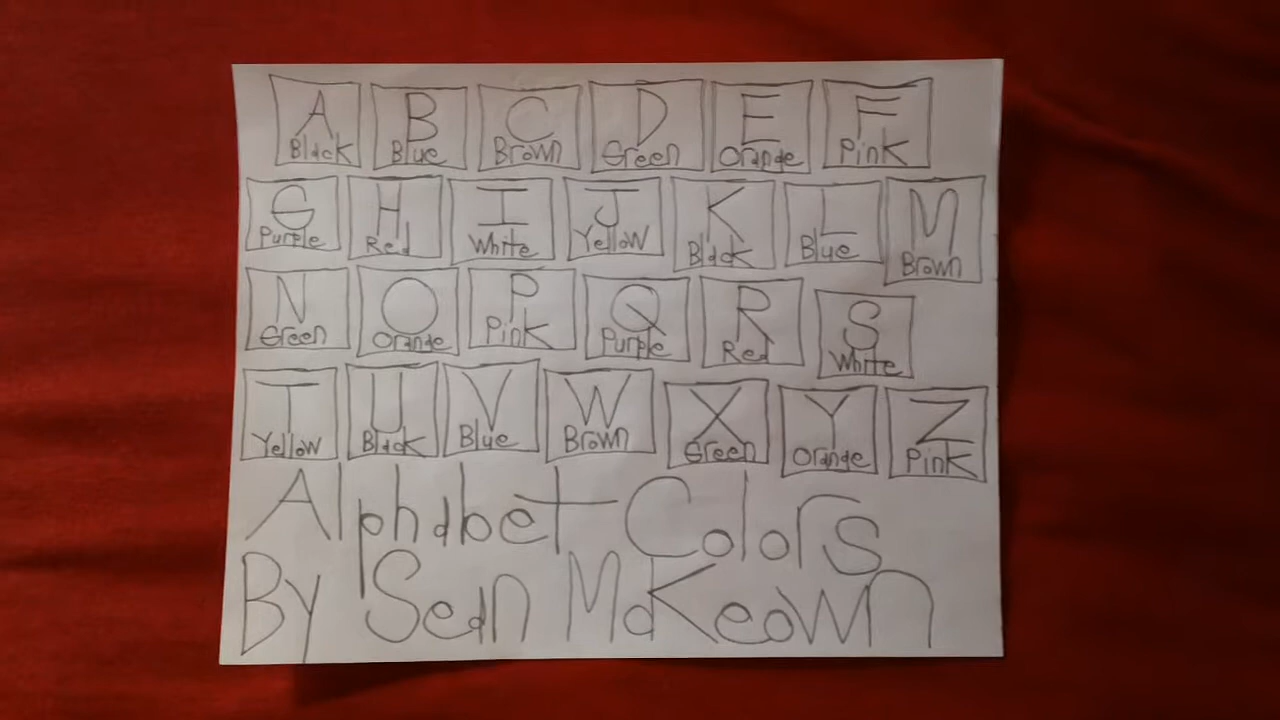 A B C D E F
Black Blue Brown Green Orange Pink
G H I J K L M
Purple Red White Yellow Black Blue Brown
N O P Q R S
Green Orange Pink Purple Red White
T U V W X Y Z
Yellow Black Blue Brown Green Orange Pink
Alphabet Colors
By Sean McKeown